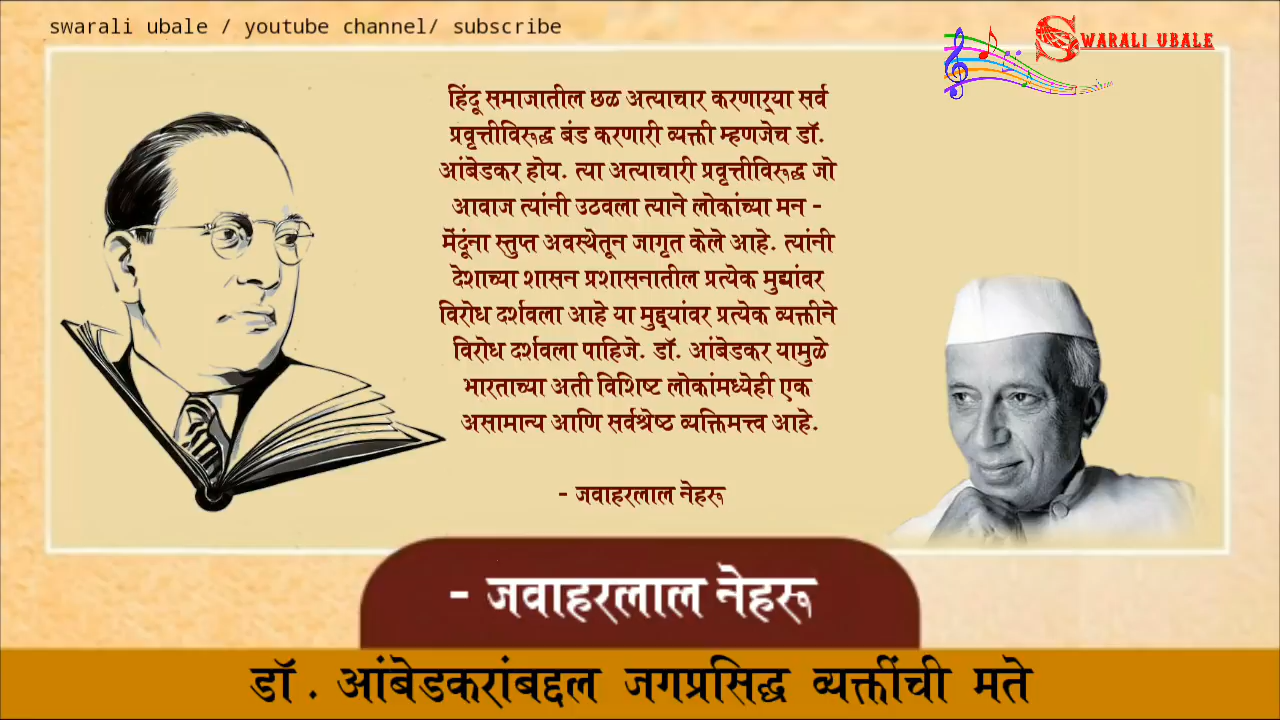 swarali ubale / youtube channel/ subscribe
SWARALI UBALE
हिंदू समाजातील छळ अत्याचार करणाऱ्या सर्व
प्रवृत्तीविरूद्ध बंड करणारी व्यक्ती म्हणजेच डॉ.
आंबेडकर होय. त्या अत्याचारी प्रवृत्तीविरूद्ध जो
आवाज त्यांनी उठवला त्याने लोकांच्या मन -
मेंदूंना स्तुप्त अवस्थेतून जागृत केले आहे. त्यांनी
देशाच्या शासन प्रशासनातील प्रत्येक मुद्यांवर
विरोध दर्शवला आहे या मुद्द्यांवर प्रत्येक व्यक्तीने
विरोध दर्शवला पाहिजे. डॉ. आंबेडकर यामुळे
भारताच्या अती विशिष्ट लोकांमध्येही एक
असामान्य आणि सर्वश्रेष्ठ व्यक्तिमत्त्व आहे.
- जवाहरलाल नेहरू
- जवाहरलाल नेहरू
डॉ. आंबेडकरांबद्दल जगप्रसिद्ध व्यक्तींची मते